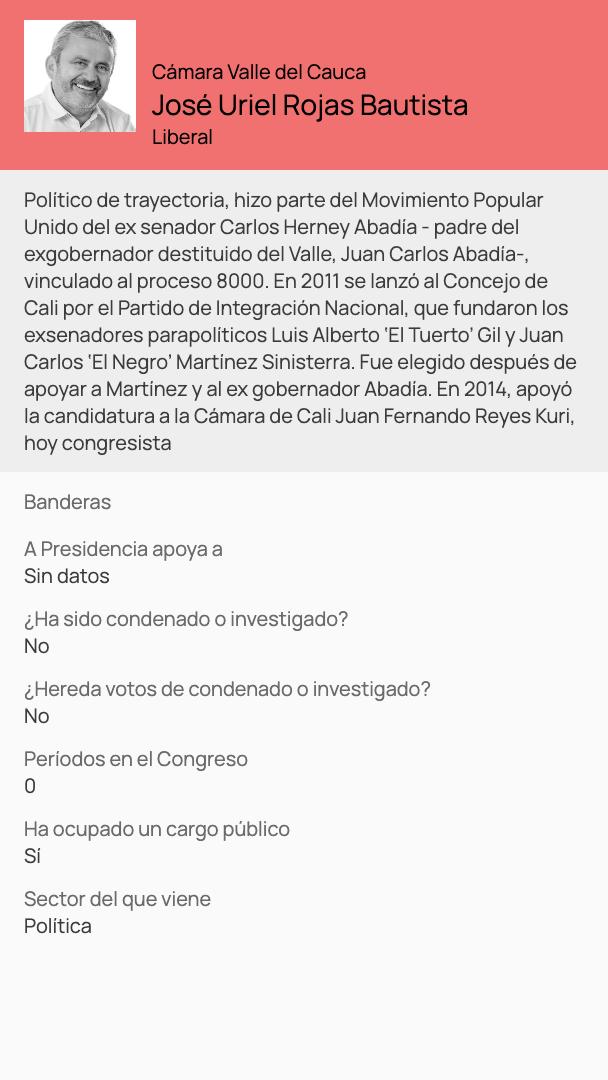 Cámara Valle del Cauca
José Uriel Rojas Bautista
Liberal
Político de trayectoria, hizo parte del Movimiento Popular
Unido del ex senador Carlos Herney Abadía - padre del
exgobernador destituido del Valle, Juan Carlos Abadía-,
vinculado al proceso 8000. En 2011 se lanzó al Concejo de
Cali por el Partido de Integración Nacional, que fundaron los
exsenadores parapolíticos Luis Alberto ‘El Tuerto’ Gil y Juan
Carlos ‘El Negro’ Martínez Sinisterra. Fue elegido después de
apoyar a Martínez y al ex gobernador Abadía. En 2014, apoyó
la candidatura a la Cámara de Cali Juan Fernando Reyes Kuri,
hoy congresista
Banderas
A Presidencia apoya a
Sin datos
¿Ha sido condenado o investigado?
No
¿Hereda votos de condenado o investigado?
No
Períodos en el Congreso
0
Ha ocupado un cargo público
Sí
Sector del que viene
Política